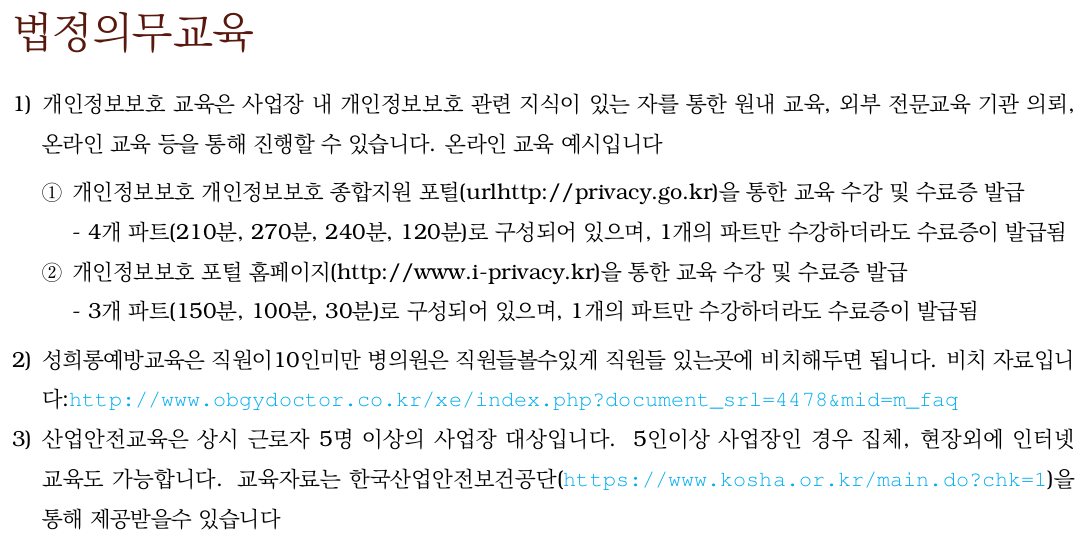 법정의무교육
1) 개인정보보호 교육은 사업장 내 개인정보보호 관련 지식이 있는 자를 통한 원내 교육, 외부 전문교육 기관 의뢰,
온라인 교육 등을 통해 진행할 수 있습니다. 온라인 교육 예시입니다
① 개인정보보호 개인정보보호 종합지원 포털(urlhttp://privacy.go.kr)을 통한 교육 수강 및 수료증 발급
- 4개 파트(210분, 270분, 240분, 120분)로 구성되어 있으며, 1개의 파트만 수강하더라도 수료증이 발급됨
② 개인정보보호 포털 홈페이지(http://www.i-privacy.kr)을 통한 교육 수강 및 수료증 발급
- 3개 파트(150분, 100분, 30분)로 구성되어 있으며, 1개의 파트만 수강하더라도 수료증이 발급됨
2) 성희롱예방교육은 직원이10인미만 병의원은 직원들볼수있게 직원들 있는곳에 비치해두면 됩니다. 비치 자료입니
다:http://www.obgydoctor.co.kr/xe/index.php?document_srl=4478&mid=m_faq
3) 산업안전교육은 상시 근로자 5명 이상의 사업장 대상입니다. 5인이상 사업장인 경우 집체, 현장외에 인터넷
교육도 가능합니다. 교육자료는 한국산업안전보건공단(https://www.kosha.or.kr/main.do?chk=1)을
통해 제공받을수 있습니다